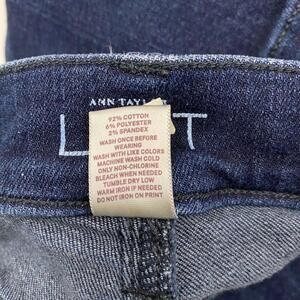 ANN TAYLOR
L T
92% COTTON
6% POLYESTER
2% SPANDEX
WASH ONCE BEFORE
WEARING
WASH WITH LIKE COLORS
MACHINE WASH COLD
ONLY NON-CHLORINE
BLEACH WHEN NEEDED
TUMBLE DRY LOW
WARM IRON IF NEEDED
DO NOT IRON ON PRINT